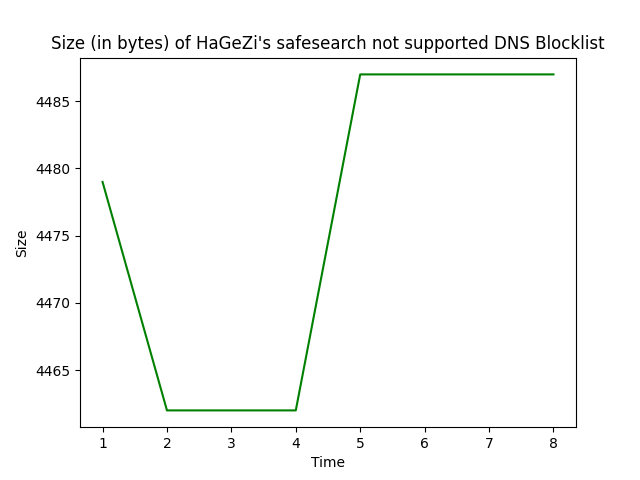 Size (in bytes) of HaGeZi's safesearch not supported DNS Blocklist
4485
4480
4475
4470
4465
Size
1 2 3 4 5 6 7 8
Time